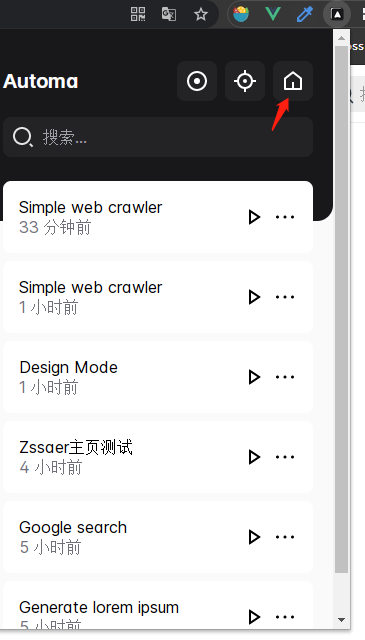 oss
Automa
搜索...
Simple web crawler
33 分钟前
Simple web crawler
1 小时前
Design Mode
1 小时前
Zssaer主页测试
4 小时前
Google search
5 小时前
Generate lorem ipsum
5 小时前